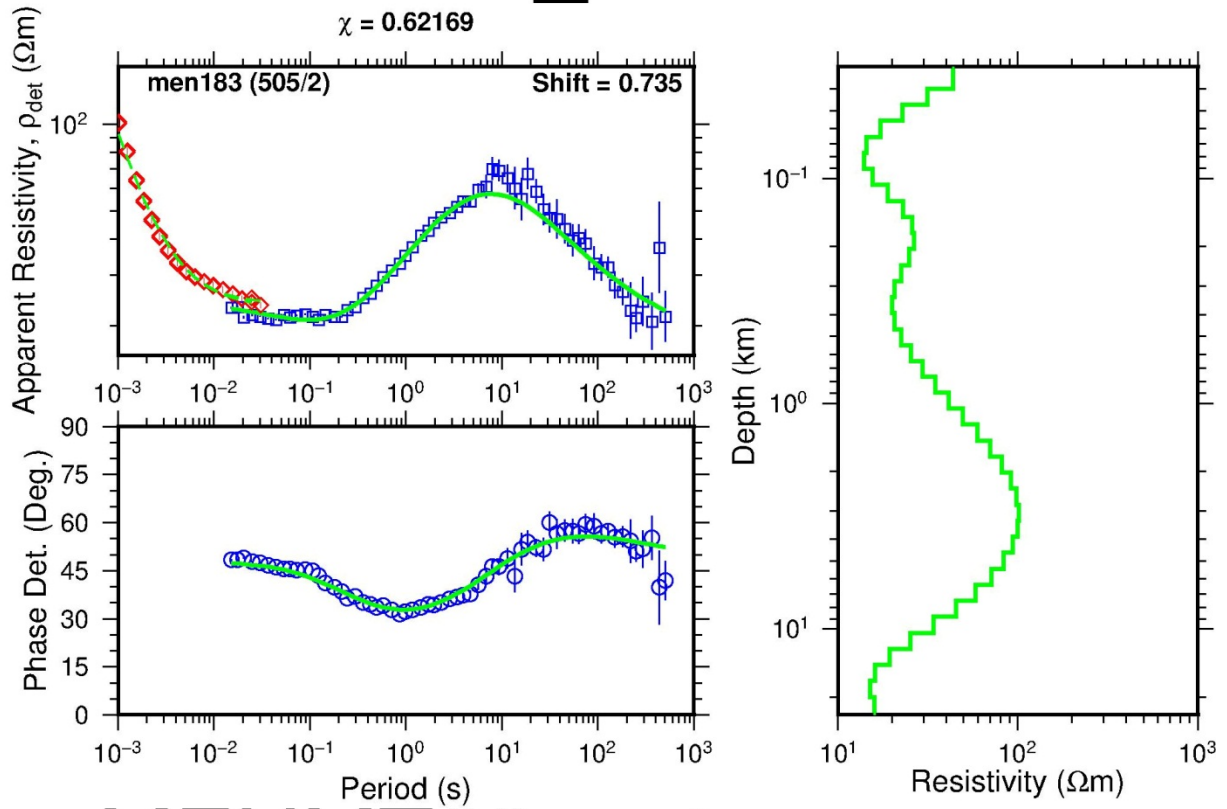 χ = 0.62169
men183 (505/2)
Shift = 0.735
Apparent Resistivity, ρdet (Ωm)
10²
10⁻³ 10⁻² 10⁻¹ 10⁰ 10¹ 10² 10³
Phase Det. (Deg.)
90
75
60
45
30
15
0
10⁻³ 10⁻² 10⁻¹ 10⁰ 10¹ 10² 10³
Period (s)
Depth (km)
10⁻¹
10⁰
10¹
10¹ 10² 10³
Resistivity (Ωm)